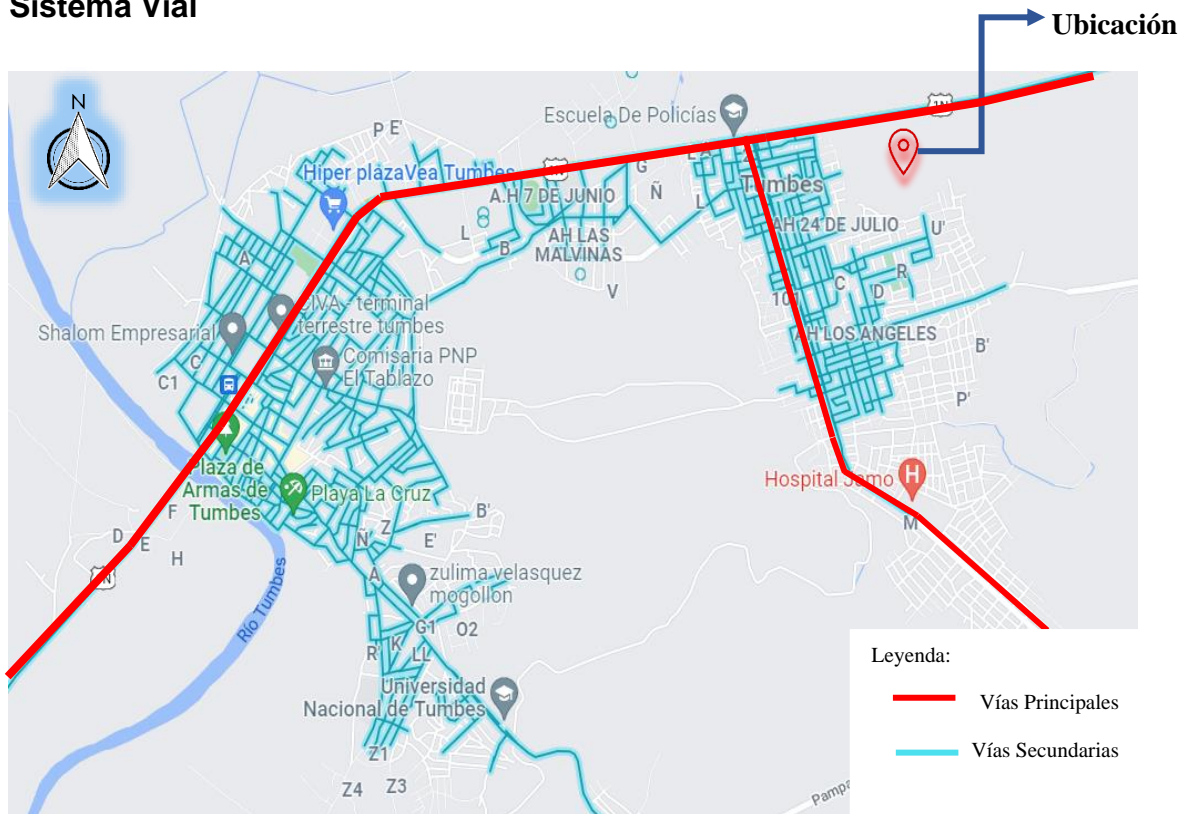 Sistema Vial
Ubicación
N
P E'
Escuela De Policías
1N
Hiper plazaVea Tumbes
1N
G
Ñ
Tumbes
A.H 7 DE JUNIO
L
L
B
AH LAS
MALVINAS
V
AH 24 DE JULIO
U'
R
C
D
A
CIVA - terminal
terrestre tumbes
Shalom Empresarial
C
C1
Comisaria PNP
El Tablazo
AH LOS ANGELES
B'
P'
Plaza de
Armas de
Tumbes
Playa La Cruz
Hospital Jamo
H
M
F
D
E
H
1N
Z
B'
Ñ
E'
A
zulima velasquez
mogollon
Río Tumbes
G1
O2
K
R'
LL
Universidad
Nacional de Tumbes
Z1
Z4
Z3
Leyenda:
Vías Principales
Vías Secundarias